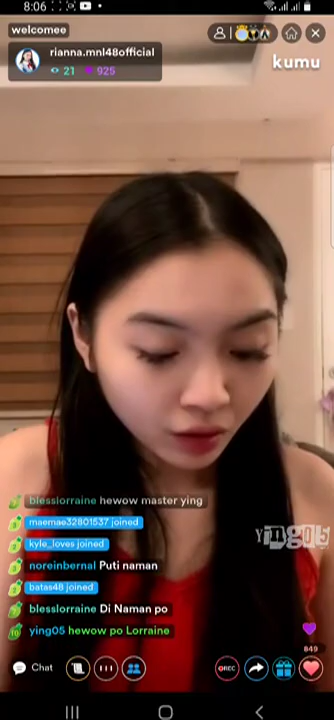 8:06
welcomee
rianna.mnl48official
21 925
kumu
blesslorraine hewow master ying
maemae32801537 joined
kyle_loves joined
noreinbernal Puti naman
batas48 joined
blesslorraine Di Naman po
ying05 hewow po Lorraine
Ying05
849
Chat
REC